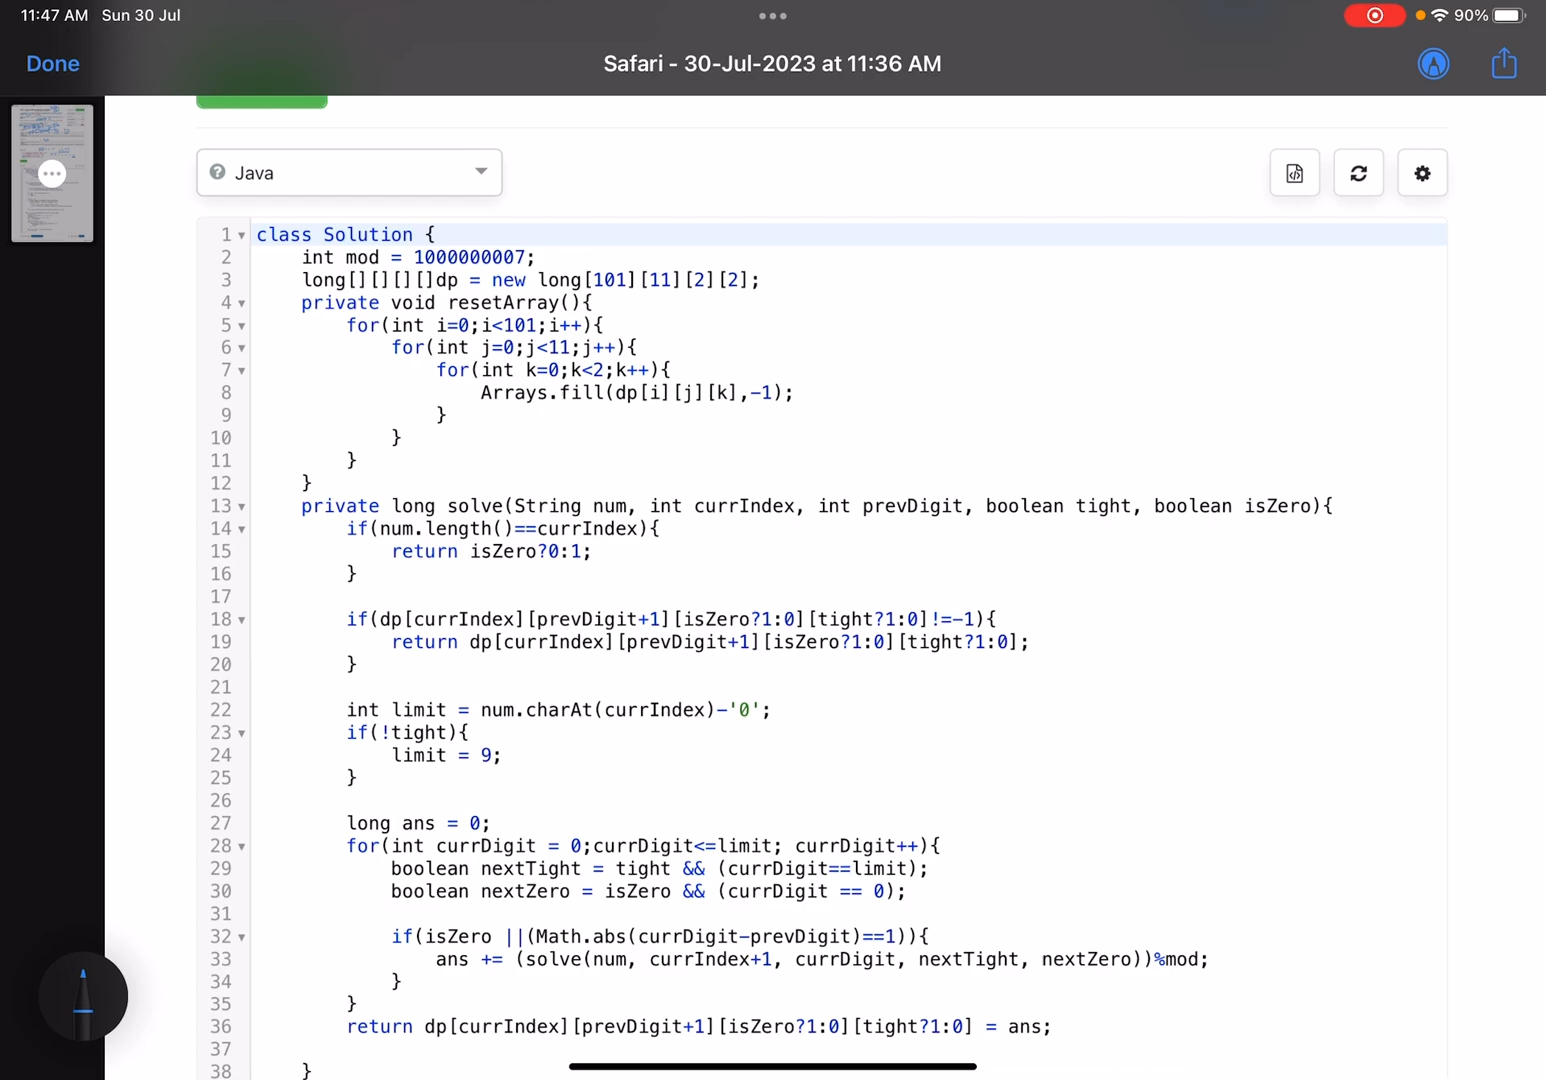 11:47 AM Sun 30 Jul
90%
Done
Safari - 30-Jul-2023 at 11:36 AM
Java
1 class Solution {
2 int mod = 1000000007;
3 long[][][][]dp = new long[101][11][2][2];
4 private void resetArray(){
5 for(int i=0;i<101;i++){
6 for(int j=0;j<11;j++){
7 for(int k=0;k<2;k++){
8 Arrays.fill(dp[i][j][k],-1);
9 }
10 }
11 }
12 }
13 private long solve(String num, int currIndex, int prevDigit, boolean tight, boolean isZero){
14 if(num.length()==currIndex){
15 return isZero?0:1;
16 }
17
18 if(dp[currIndex][prevDigit+1][isZero?1:0][tight?1:0]!=-1){
19 return dp[currIndex][prevDigit+1][isZero?1:0][tight?1:0];
20 }
21
22 int limit = num.charAt(currIndex)-'0';
23 if(!tight){
24 limit = 9;
25 }
26
27 long ans = 0;
28 for(int currDigit = 0;currDigit<=limit; currDigit++){
29 boolean nextTight = tight && (currDigit==limit);
30 boolean nextZero = isZero && (currDigit == 0);
31
32 if(isZero ||(Math.abs(currDigit-prevDigit)==1)){
33 ans += (solve(num, currIndex+1, currDigit, nextTight, nextZero))%mod;
34 }
35 }
36 return dp[currIndex][prevDigit+1][isZero?1:0][tight?1:0] = ans;
37
38 }